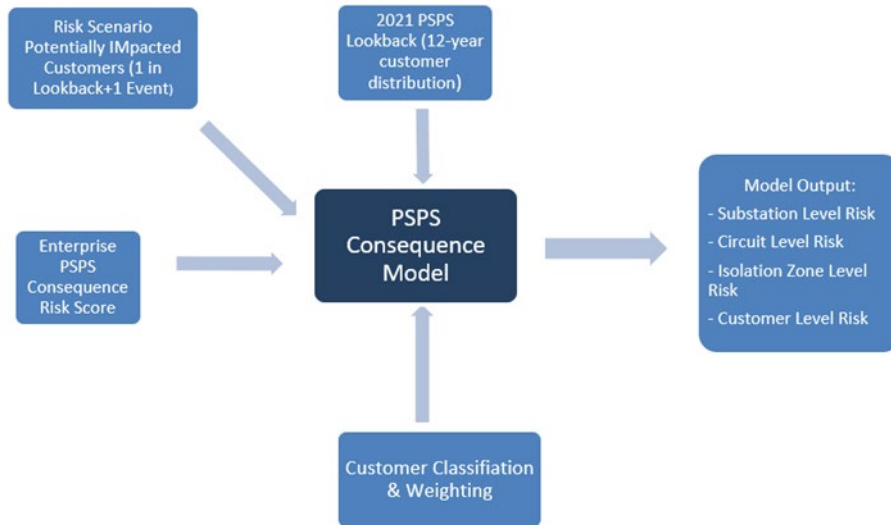 Risk Scenario
Potentially IMpacted
Customers (1 in
Lookback+1 Event)
2021 PSPS
Lookback (12-year
customer
distribution)
Enterprise
PSPS
Consequence
Risk Score
PSPS
Consequence
Model
Model Output:
- Substation Level Risk
- Circuit Level Risk
- Isolation Zone Level
Risk
- Customer Level Risk
Customer Classifiation
& Weighting